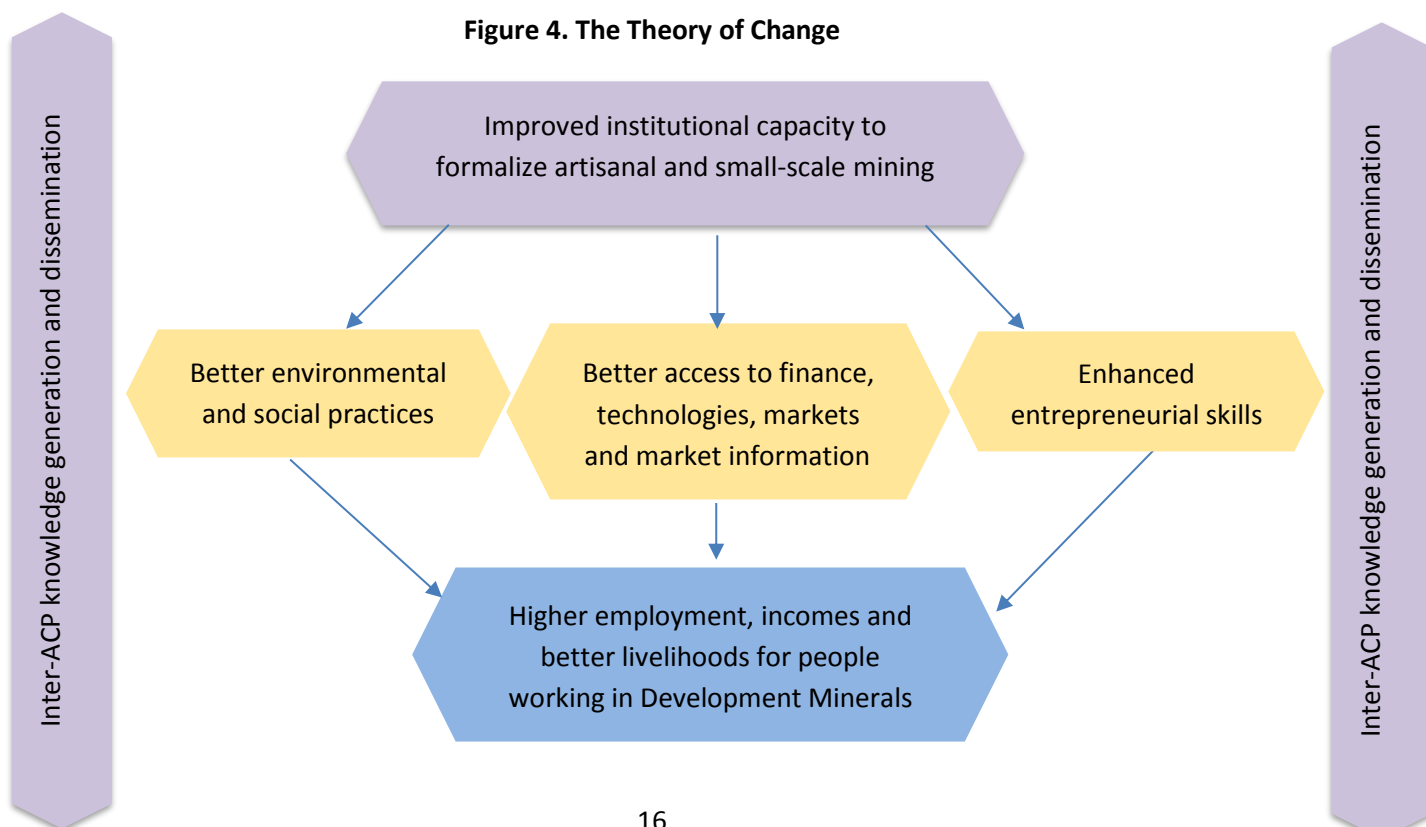 Figure 4. The Theory of Change
Inter-ACP knowledge generation and dissemination
Improved institutional capacity to
formalize artisanal and small-scale mining
Better environmental
and social practices
Better access to finance,
technologies, markets
and market information
Enhanced
entrepreneurial skills
Higher employment, incomes and
better livelihoods for people
working in Development Minerals
Inter-ACP knowledge generation and dissemination
16